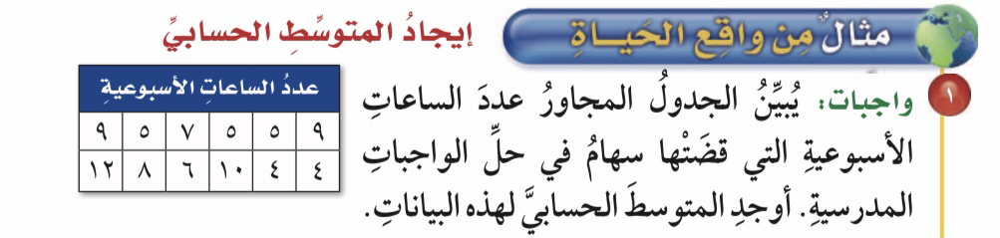 مثالٌ مِن واقِعِ الحَياةِ
إيجادُ المتوسِّطِ الحسابيِّ
١ واجبات: يُبيِّنُ الجدولُ المجاورُ عددَ الساعاتِ
الأسبوعيةِ التي قضَتْها سهامُ في حلِّ الواجباتِ
المدرسيةِ. أوجدِ المتوسطَ الحسابيَّ لهذه البياناتِ.
عددُ الساعاتِ الأسبوعيةِ
٩ ٥ ٥ ٧ ٥ ٩
٤ ٤ ١٠ ٦ ٨ ١٢